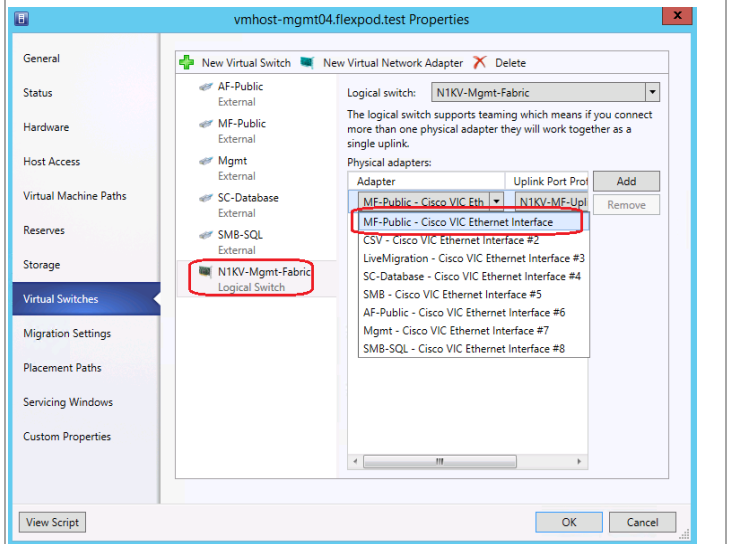 vmhost-mgmt04.flexpod.test Properties
x
General
Status
Hardware
Host Access
Virtual Machine Paths
Reserves
Storage
Virtual Switches
Migration Settings
Placement Paths
Servicing Windows
Custom Properties
New Virtual Switch New Virtual Network Adapter Delete
AF-Public
External
MF-Public
External
Mgmt
External
SC-Database
External
SMB-SQL
External
N1KV-Mgmt-Fabric
Logical Switch
Logical switch: N1KV-Mgmt-Fabric
The logical switch supports teaming which means if you connect
more than one physical adapter they will work together as a
single uplink.
Physical adapters:
Adapter Uplink Port Prof Add
MF-Public - Cisco VIC Eth N1KV-MF-Upl Remove
MF-Public - Cisco VIC Ethernet Interface
CSV - Cisco VIC Ethernet Interface #2
LiveMigration - Cisco VIC Ethernet Interface #3
SC-Database - Cisco VIC Ethernet Interface #4
SMB - Cisco VIC Ethernet Interface #5
AF-Public - Cisco VIC Ethernet Interface #6
Mgmt - Cisco VIC Ethernet Interface #7
SMB-SQL - Cisco VIC Ethernet Interface #8
View Script OK Cancel